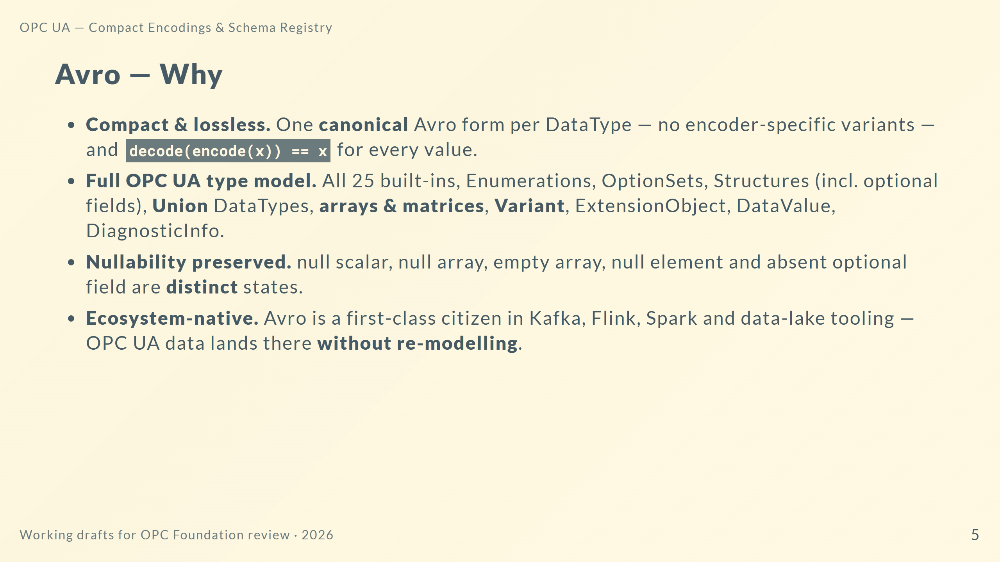 OPC UA — Compact Encodings & Schema Registry
Avro — Why
• Compact & lossless. One canonical Avro form per DataType — no encoder-specific variants —
and decode(encode(x)) == x for every value.
• Full OPC UA type model. All 25 built-ins, Enumerations, OptionSets, Structures (incl. optional
fields), Union DataTypes, arrays & matrices, Variant, ExtensionObject, DataValue,
DiagnosticInfo.
• Nullability preserved. null scalar, null array, empty array, null element and absent optional
field are distinct states.
• Ecosystem-native. Avro is a first-class citizen in Kafka, Flink, Spark and data-lake tooling —
OPC UA data lands there without re-modelling.
Working drafts for OPC Foundation review · 2026
5